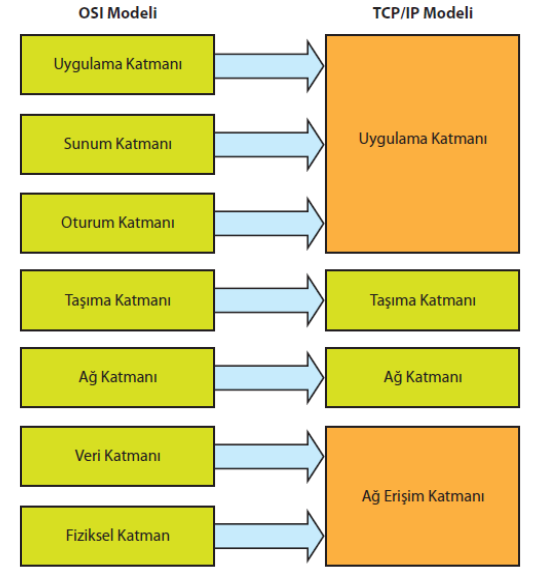 OSI Modeli
TCP/IP Modeli
Uygulama Katmanı
Sunum Katmanı
Uygulama Katmanı
Oturum Katmanı
Taşıma Katmanı
Taşıma Katmanı
Ağ Katmanı
Ağ Katmanı
Veri Katmanı
Ağ Erişim Katmanı
Fiziksel Katman